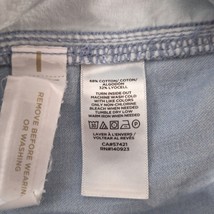 68% COTTON/ COTON/
ALGODON
32% LYOCELL
TURN INSIDE OUT
MACHINE WASH COLD
WITH LIKE COLORS
ONLY NON-CHLORINE
BLEACH WHEN NEEDED
TUMBLE DRY LOW
WARM IRON IF NEEDED
LAVER À L'ENVERS /
VOLTEAR AL REVÉS
CA#57421
RN#140923
REMOVE BEFORE WEARING
OR WASHING